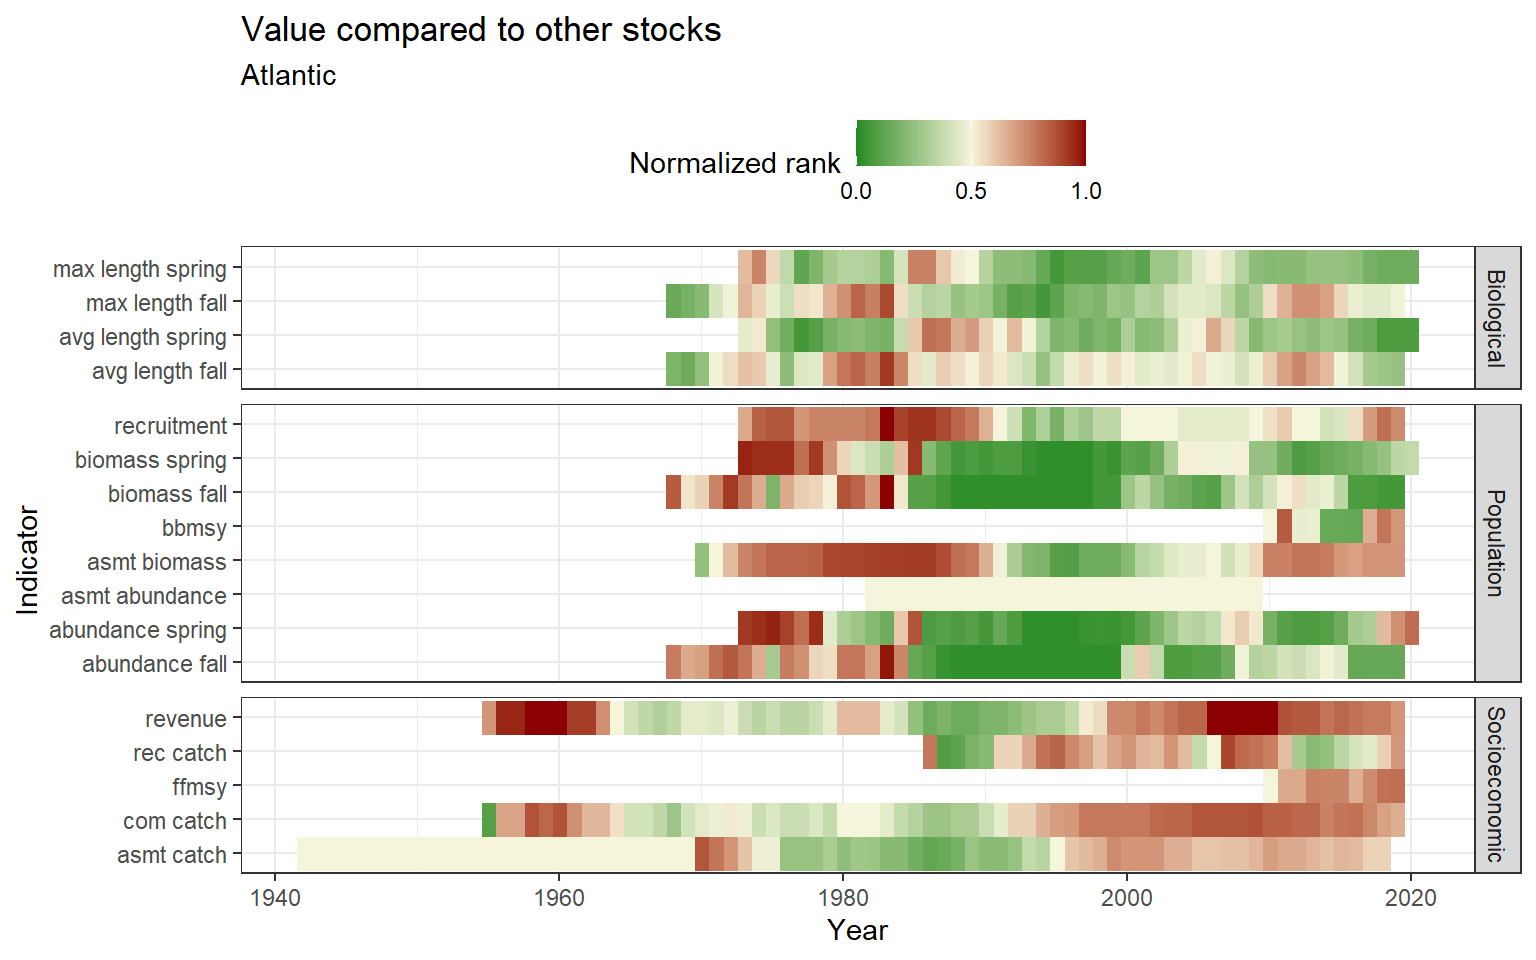 Value compared to other stocks
Atlantic
Normalized rank
0.0 0.5 1.0
max length spring
max length fall
avg length spring
avg length fall
Biological
recruitment
biomass spring
biomass fall
bbmsy
asmt biomass
asmt abundance
abundance spring
abundance fall
Population
revenue
rec catch
ffmsy
com catch
asmt catch
Socioeconomic
Indicator
1940 1960 1980 2000 2020
Year